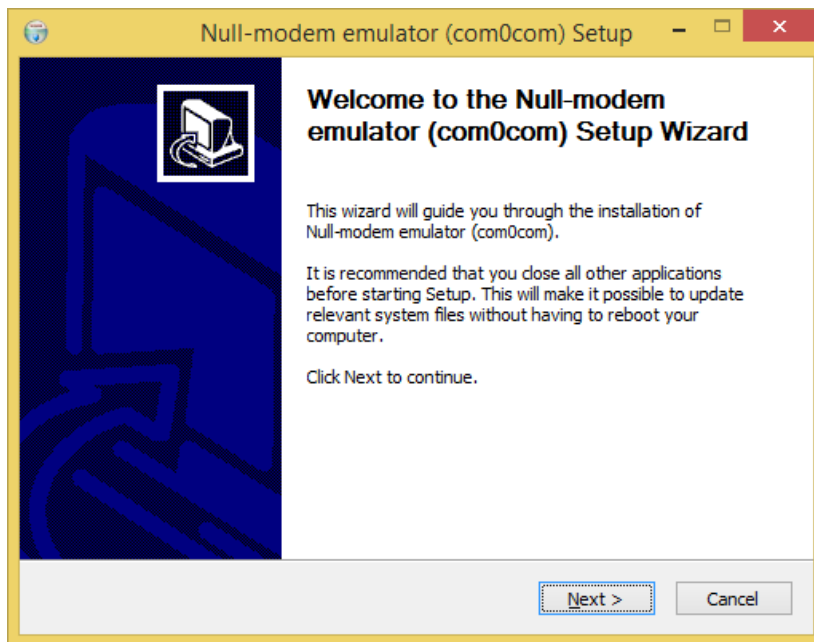 Null-modem emulator (com0com) Setup
Welcome to the Null-modem
emulator (com0com) Setup Wizard
This wizard will guide you through the installation of
Null-modem emulator (com0com).
It is recommended that you close all other applications
before starting Setup. This will make it possible to update
relevant system files without having to reboot your
computer.
Click Next to continue.
Next >
Cancel